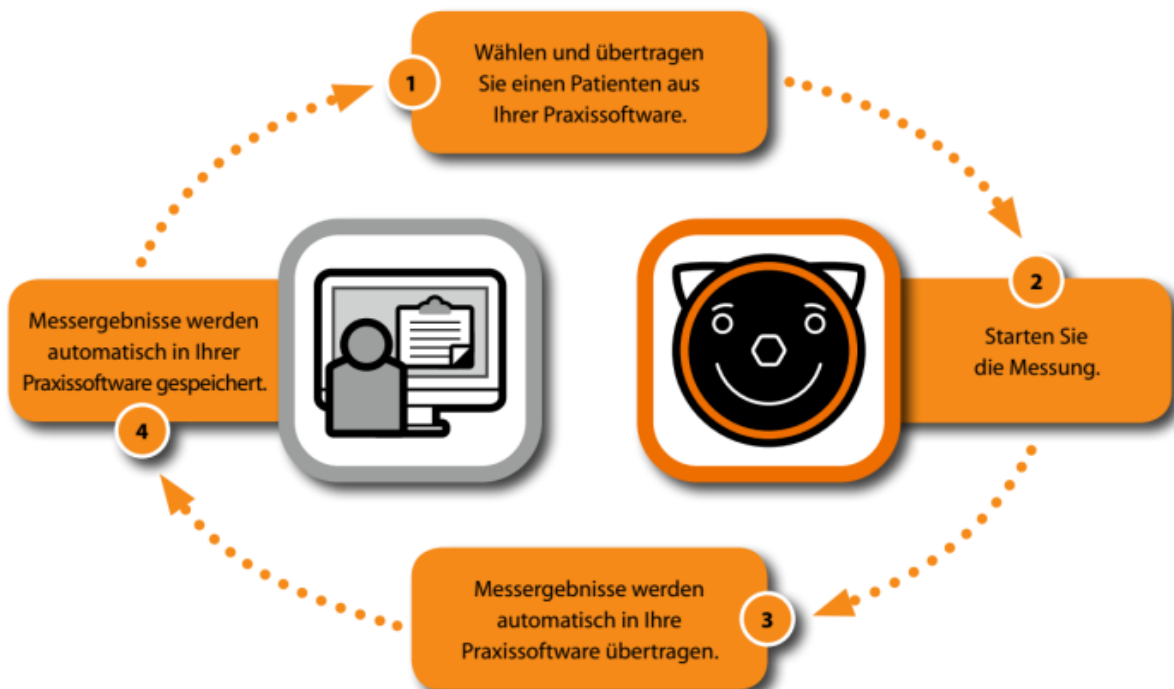 1
Wählen und übertragen
Sie einen Patienten aus
Ihrer Praxissoftware.
2
Starten Sie
die Messung.
3
Messergebnisse werden
automatisch in Ihre
Praxissoftware übertragen.
4
Messergebnisse werden
automatisch in Ihrer
Praxissoftware gespeichert.